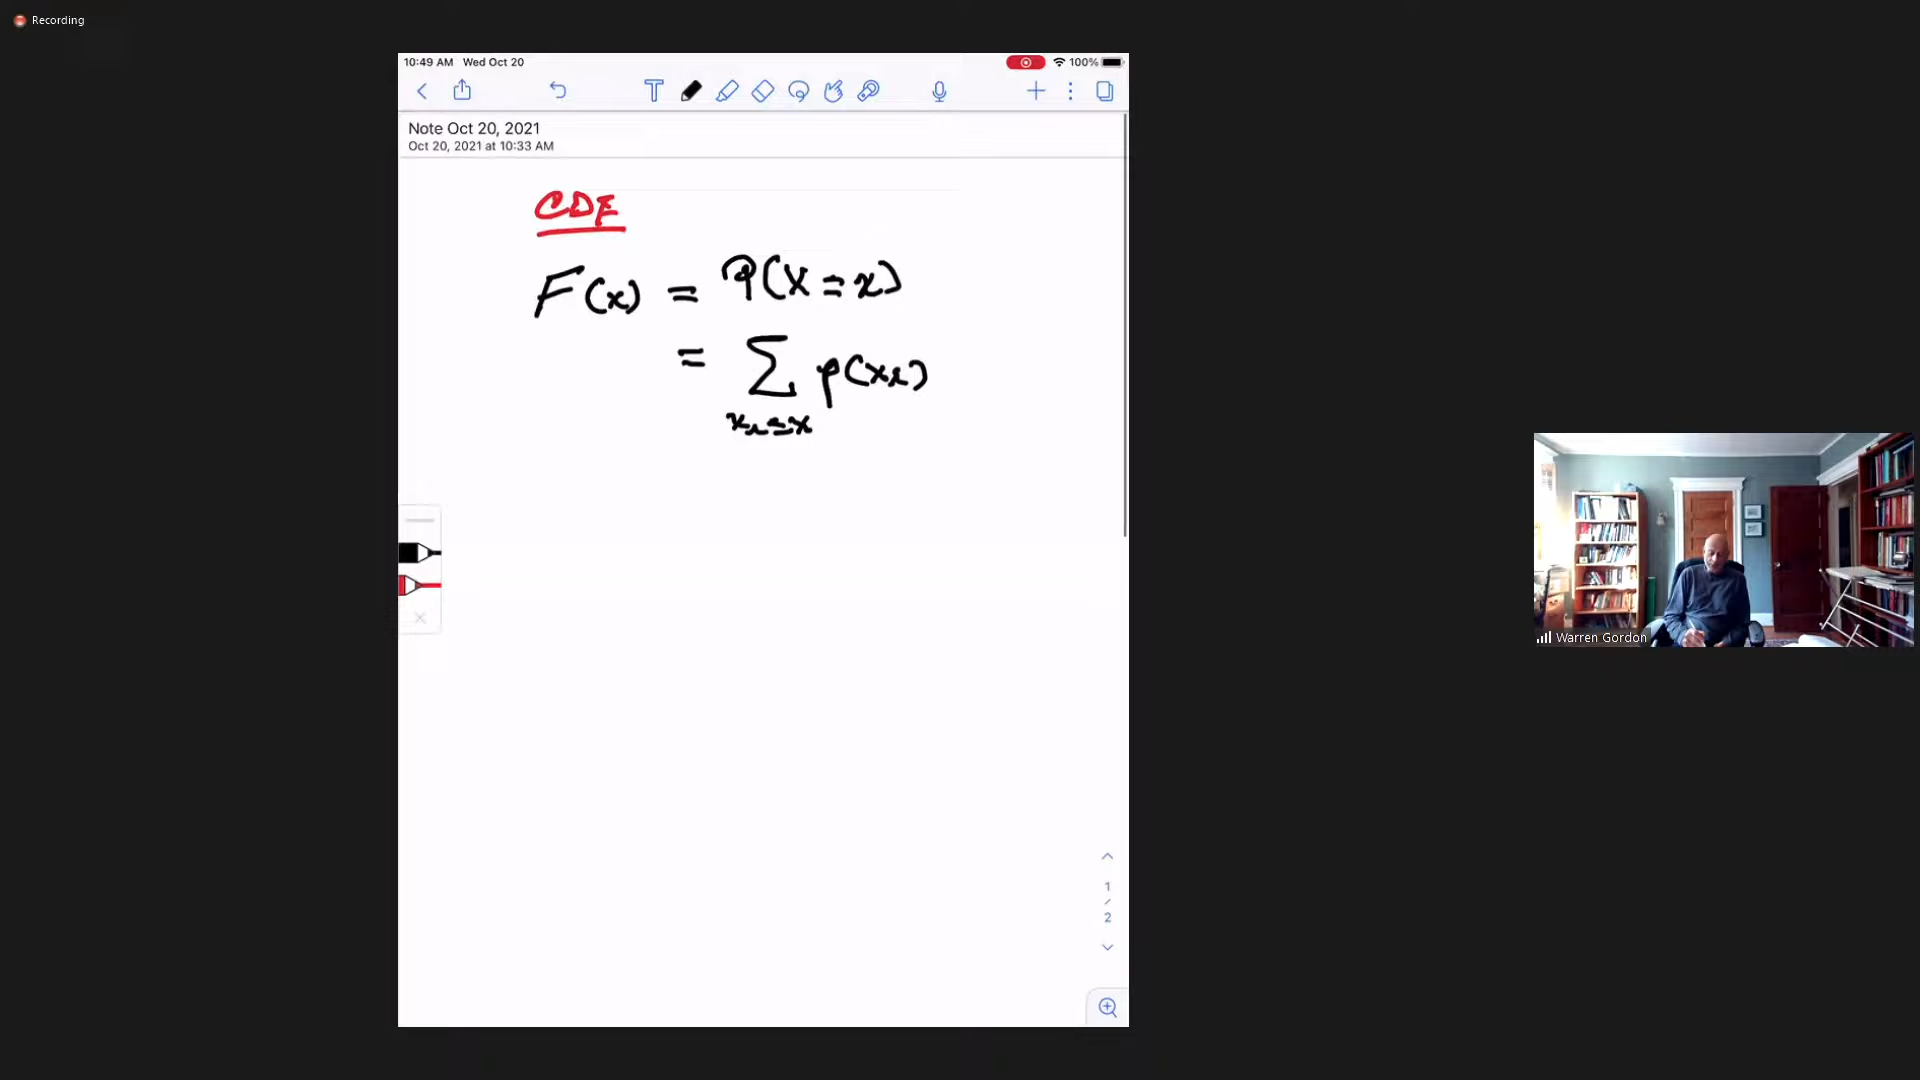 Recording
10:49 AM Wed Oct 20
100%
Note Oct 20, 2021
Oct 20, 2021 at 10:33 AM
CDF
F(x) = P(X = x)
= Σ p(xi)
xi ≤ x
1
/
2
Warren Gordon